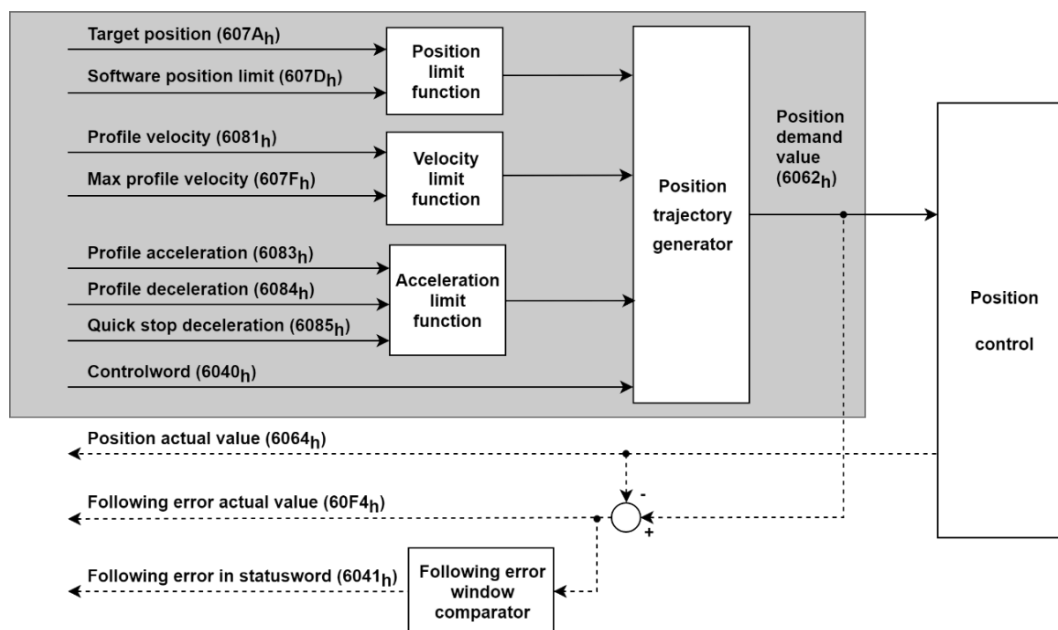 Target position (607Ah)
Software position limit (607Dh)
Position
limit
function
Profile velocity (6081h)
Max profile velocity (607Fh)
Velocity
limit
function
Profile acceleration (6083h)
Profile deceleration (6084h)
Quick stop deceleration (6085h)
Acceleration
limit
function
Controlword (6040h)
Position
trajectory
generator
Position
demand
value
(6062h)
Position
control
Position actual value (6064h)
-
Following error actual value (60F4h)
+
Following error in statusword (6041h)
Following error
window
comparator